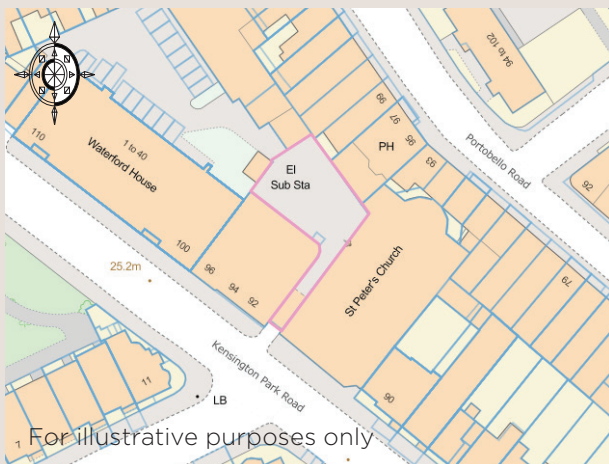 94 to 102
99
97
95
93
PH
Portobello Road
92
110
1 to 40
Waterford House
El
Sub Sta
100
96
94
92
St Peter's Church
79
25.2m
Kensington Park Road
90
11
LB
7
For illustrative purposes only